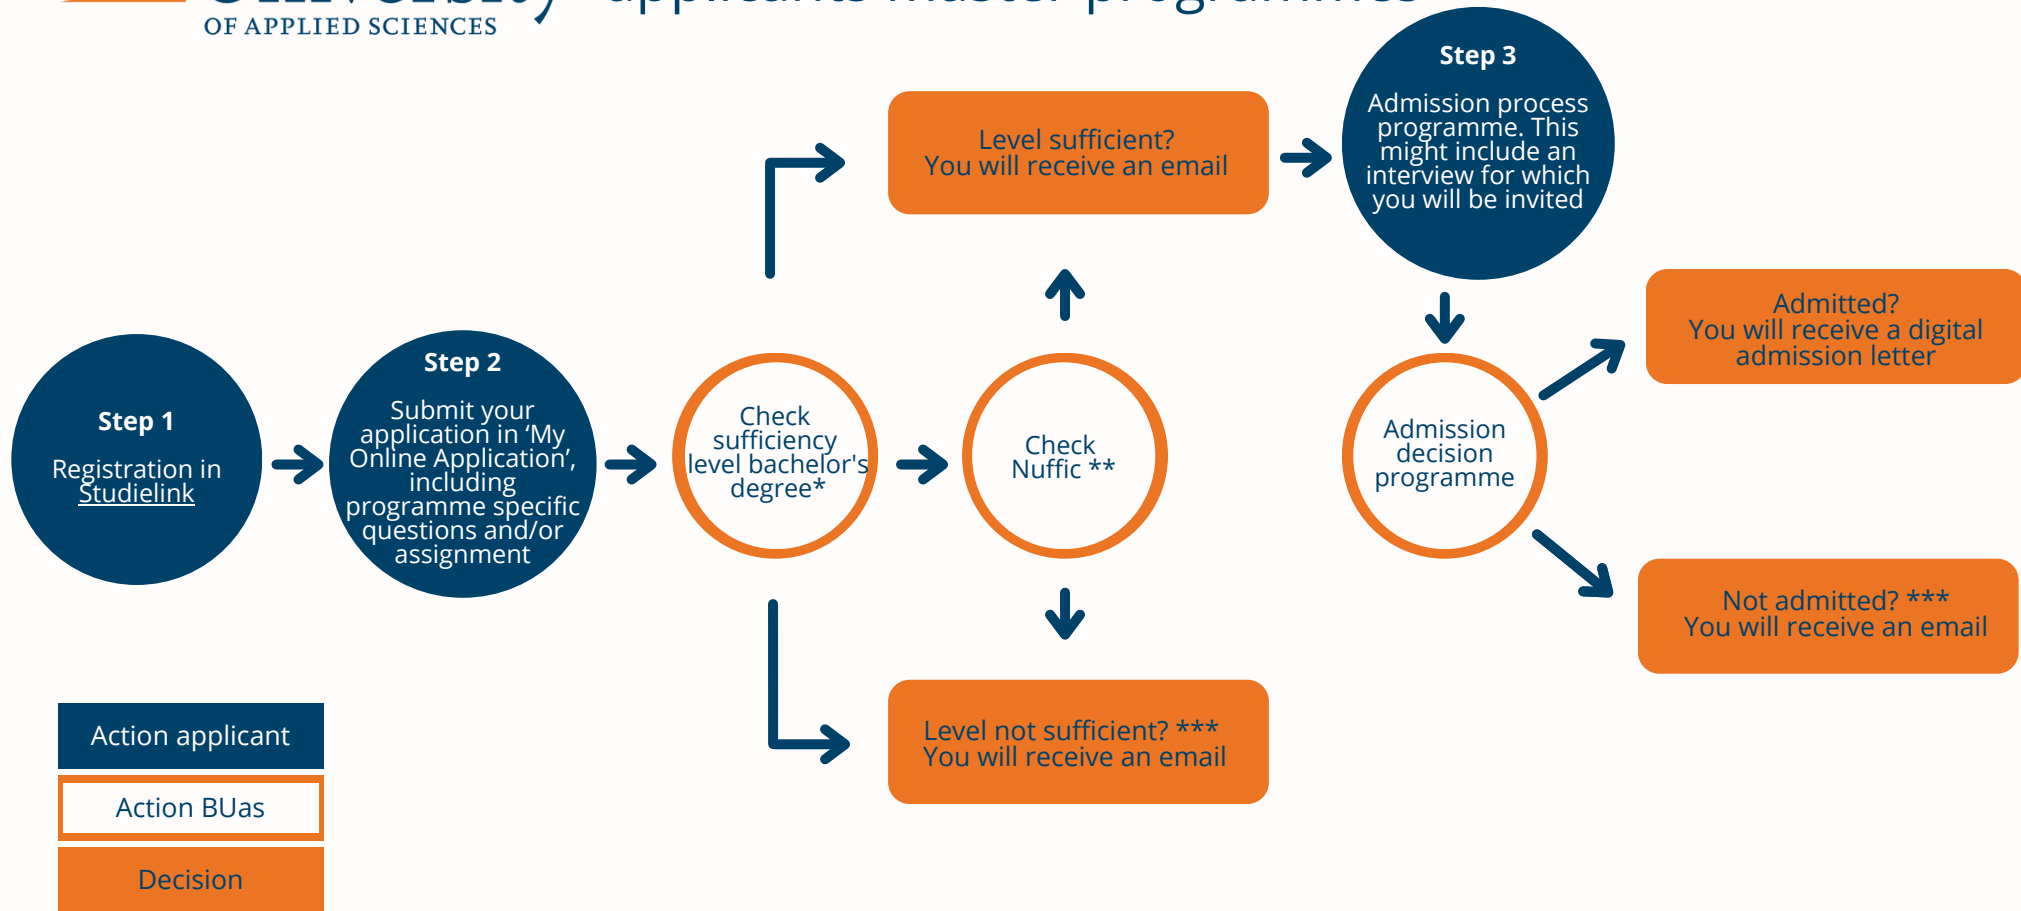 University
applicants master programmes
OF APPLIED SCIENCES
Step 1
Registration in
Studielink
Step 2
Submit your
application in ‘My
Online Application’,
including
programme specific
questions and/or
assignment
Check
sufficiency
level bachelor's
degree*
Check
Nuffic **
Level sufficient?
You will receive an email
Level not sufficient? ***
You will receive an email
Step 3
Admission process
programme. This
might include an
interview for which
you will be invited
Admission
decision
programme
Admitted?
You will receive a digital
admission letter
Not admitted? ***
You will receive an email
Action applicant
Action BUas
Decision